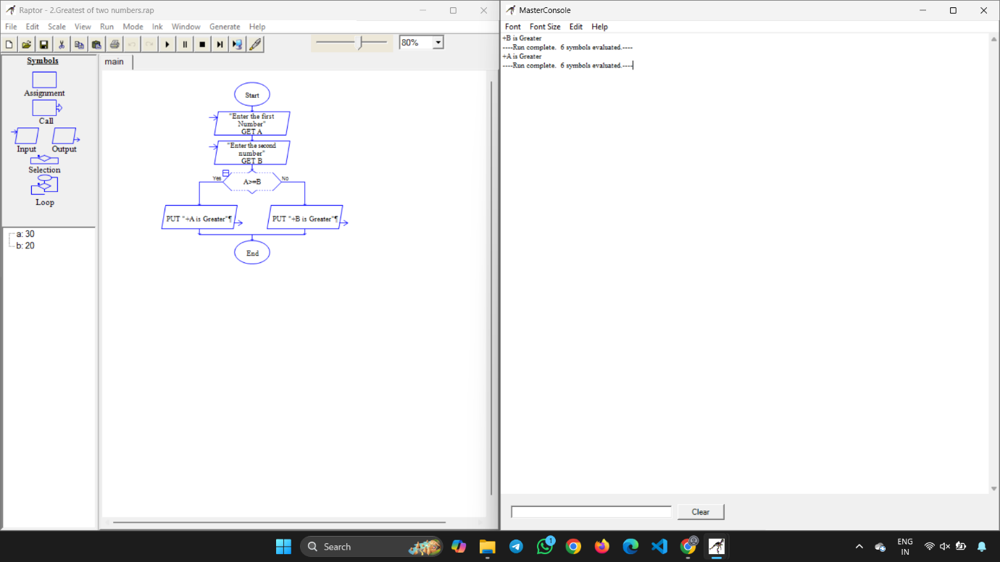 Raptor - 2.Greatest of two numbers.rap
File Edit Scale View Run Mode Ink Window Generate Help
80%
Symbols
Assignment
Call
Input Output
Selection
Loop
a: 30
b: 20
main
Start
"Enter the first
Number"
GET A
"Enter the second
number"
GET B
Yes A>=B No
PUT "+A is Greater"¶ PUT "+B is Greater"¶
End
MasterConsole
Font Font Size Edit Help
+B is Greater
----Run complete. 6 symbols evaluated.----
+A is Greater
----Run complete. 6 symbols evaluated.----
Clear
Search
1
ENG
IN